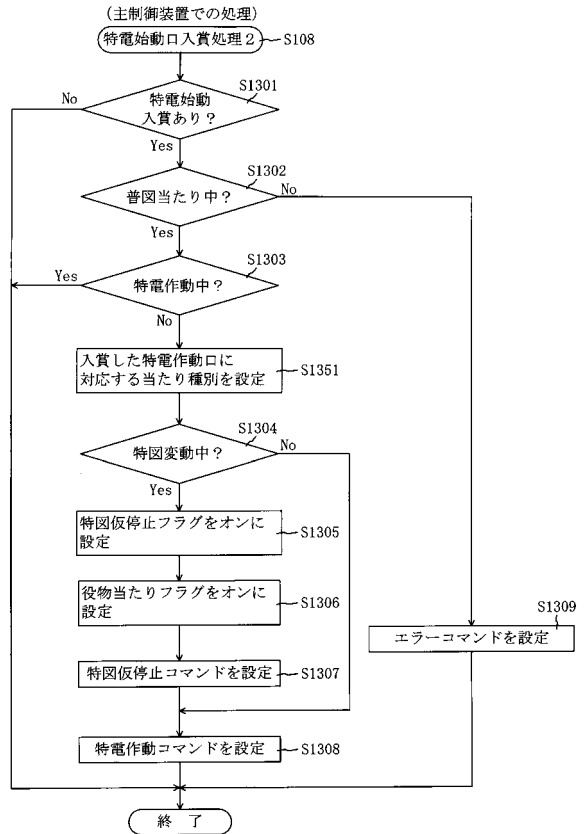 (主制御装置での処理)
特電始動口入賞処理2
S108
S1301
No
特電始動
入賞あり?
Yes
S1302
普図当たり中?
No
Yes
S1303
Yes
特電作動中?
No
入賞した特電作動口に
対応する当たり種別を設定
S1351
S1304
特図変動中?
No
Yes
特図仮停止フラグをオンに
設定
S1305
役物当たりフラグをオンに
設定
S1306
S1309
エラーコマンドを設定
特図仮停止コマンドを設定
S1307
特電作動コマンドを設定
S1308
終 了